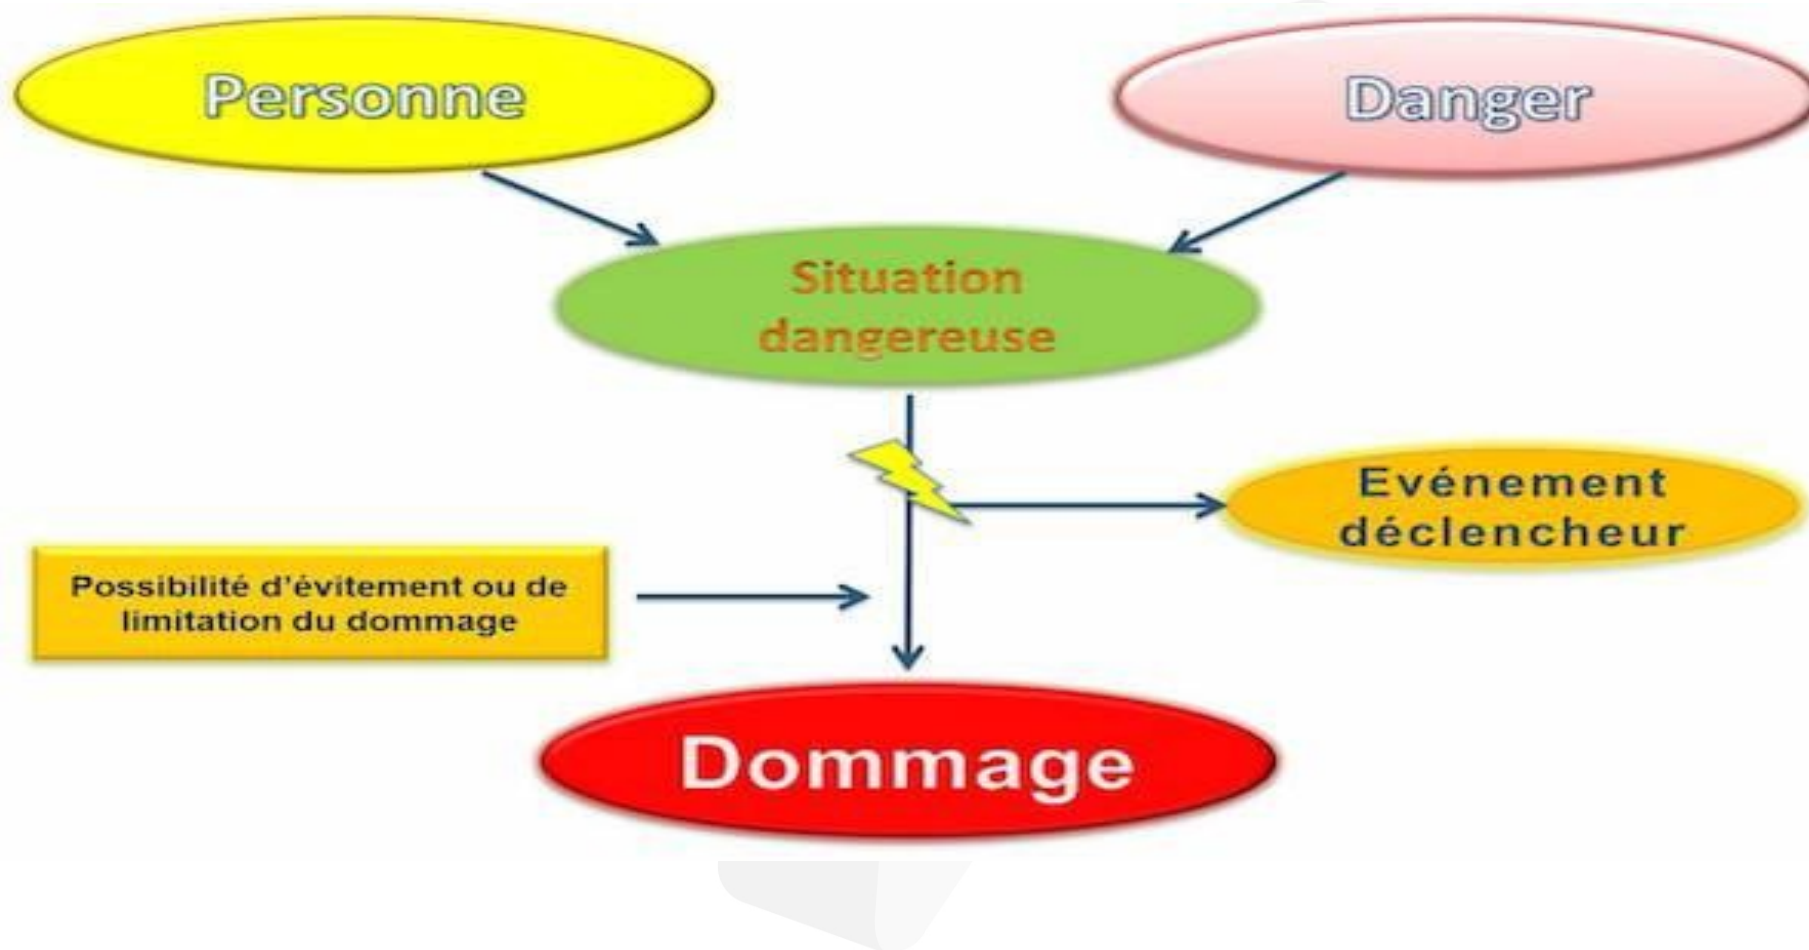 Personne
Danger
Situation
dangereuse
Evénement
déclencheur
Possibilité d'évitement ou de
limitation du dommage
Dommage